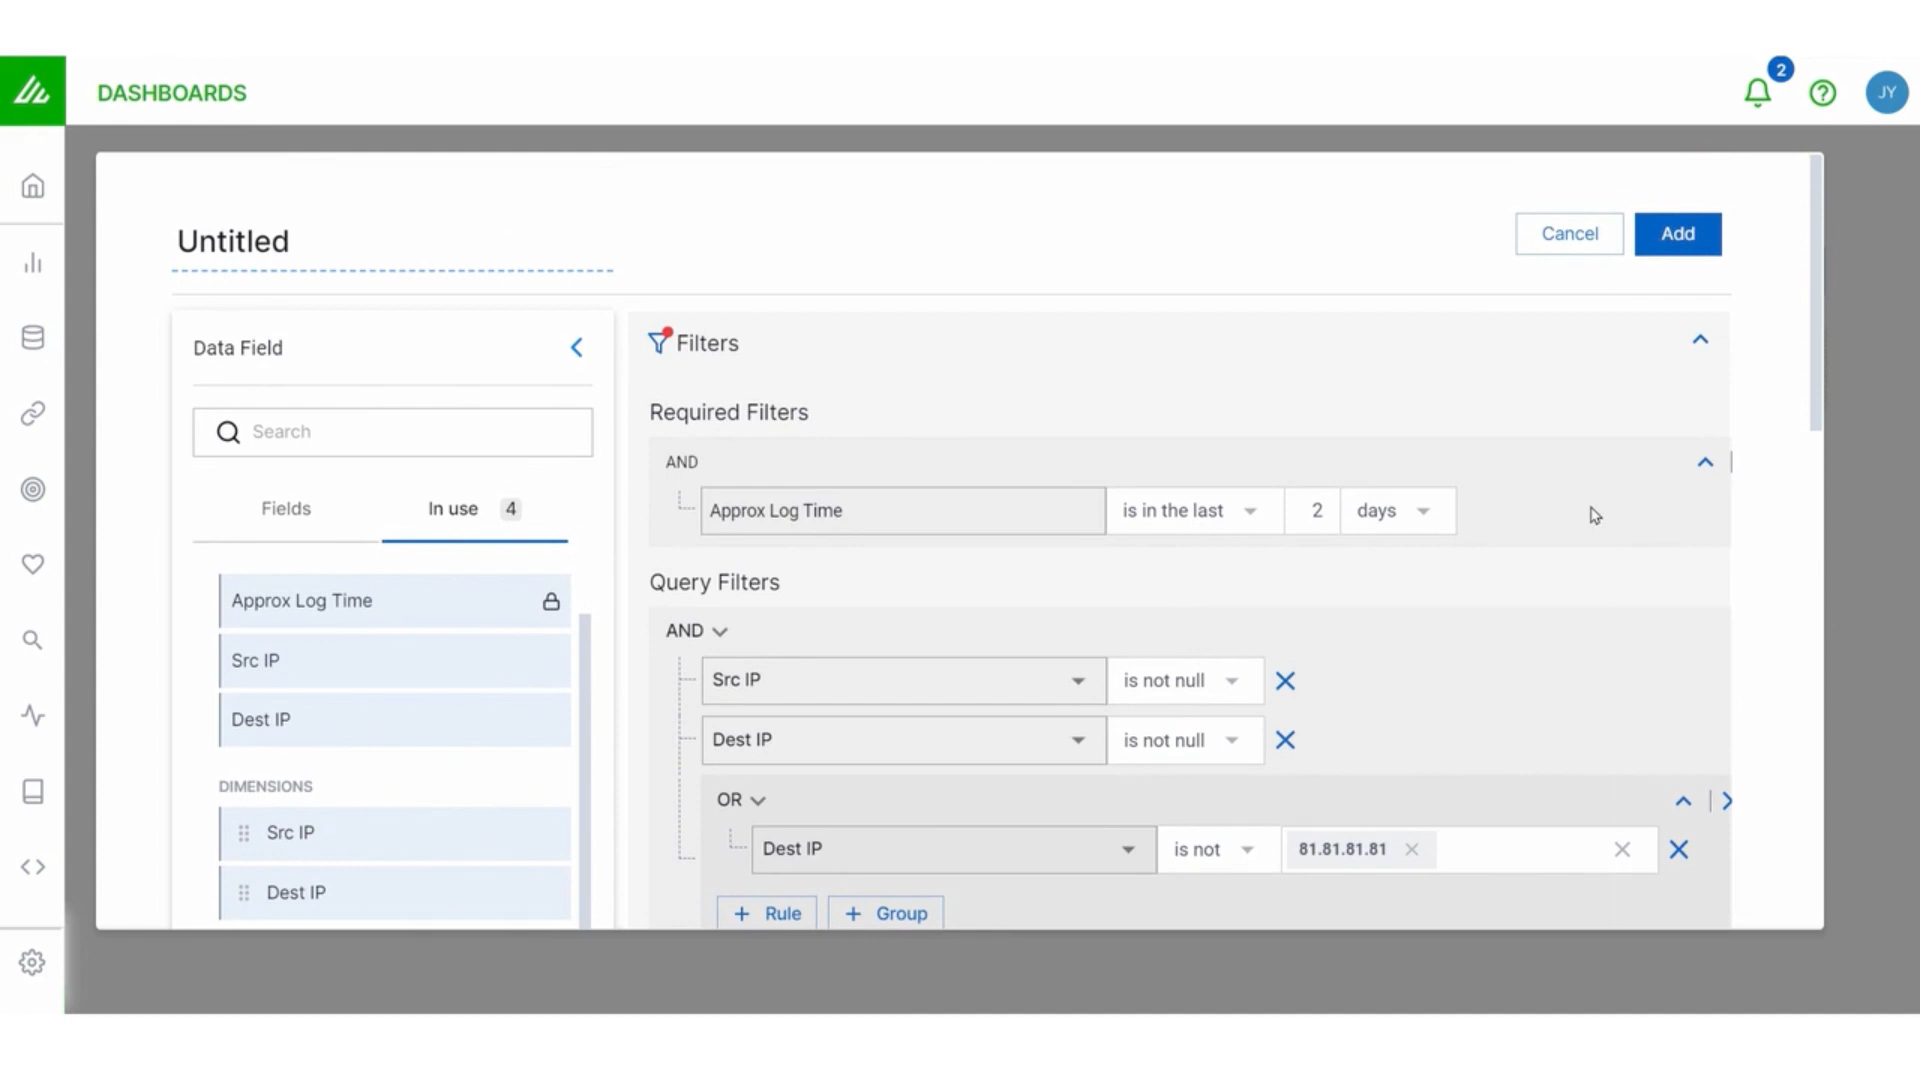 DASHBOARDS
2
JY
Untitled
Cancel
Add
Data Field
Search
Fields
In use 4
Approx Log Time
Src IP
Dest IP
DIMENSIONS
Src IP
Dest IP
Filters
Required Filters
AND
Approx Log Time is in the last 2 days
Query Filters
AND
Src IP is not null
Dest IP is not null
OR
Dest IP is not 81.81.81.81
+ Rule + Group